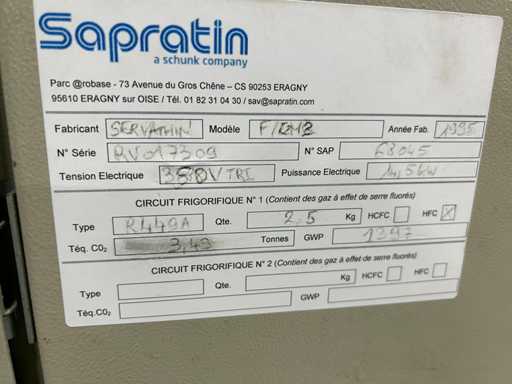 Sapratin
a schunk company
Parc @robase - 73 Avenue du Gros Chêne – CS 90253 ERAGNY
95610 ERAGNY sur OISE / Tél. 01 82 31 04 30 / sav@sapratin.com
Fabricant SERVATHIN Modèle Année Fab. 1995
N° Série RV017309 N° SAP 68045
Tension Electrique 380V TRI Puissance Electrique
CIRCUIT FRIGORIFIQUE N° 1 (Contient des gaz à effet de serre fluorés)
Type R449A Qte. 2,5 Kg HCFC HFC X
Téq. C0₂ 3,49 Tonnes GWP 1397
CIRCUIT FRIGORIFIQUE N° 2 (Contient des gaz à effet de serre fluorés)
Type Qte. Kg HCFC HFC
Téq. C0₂ GWP